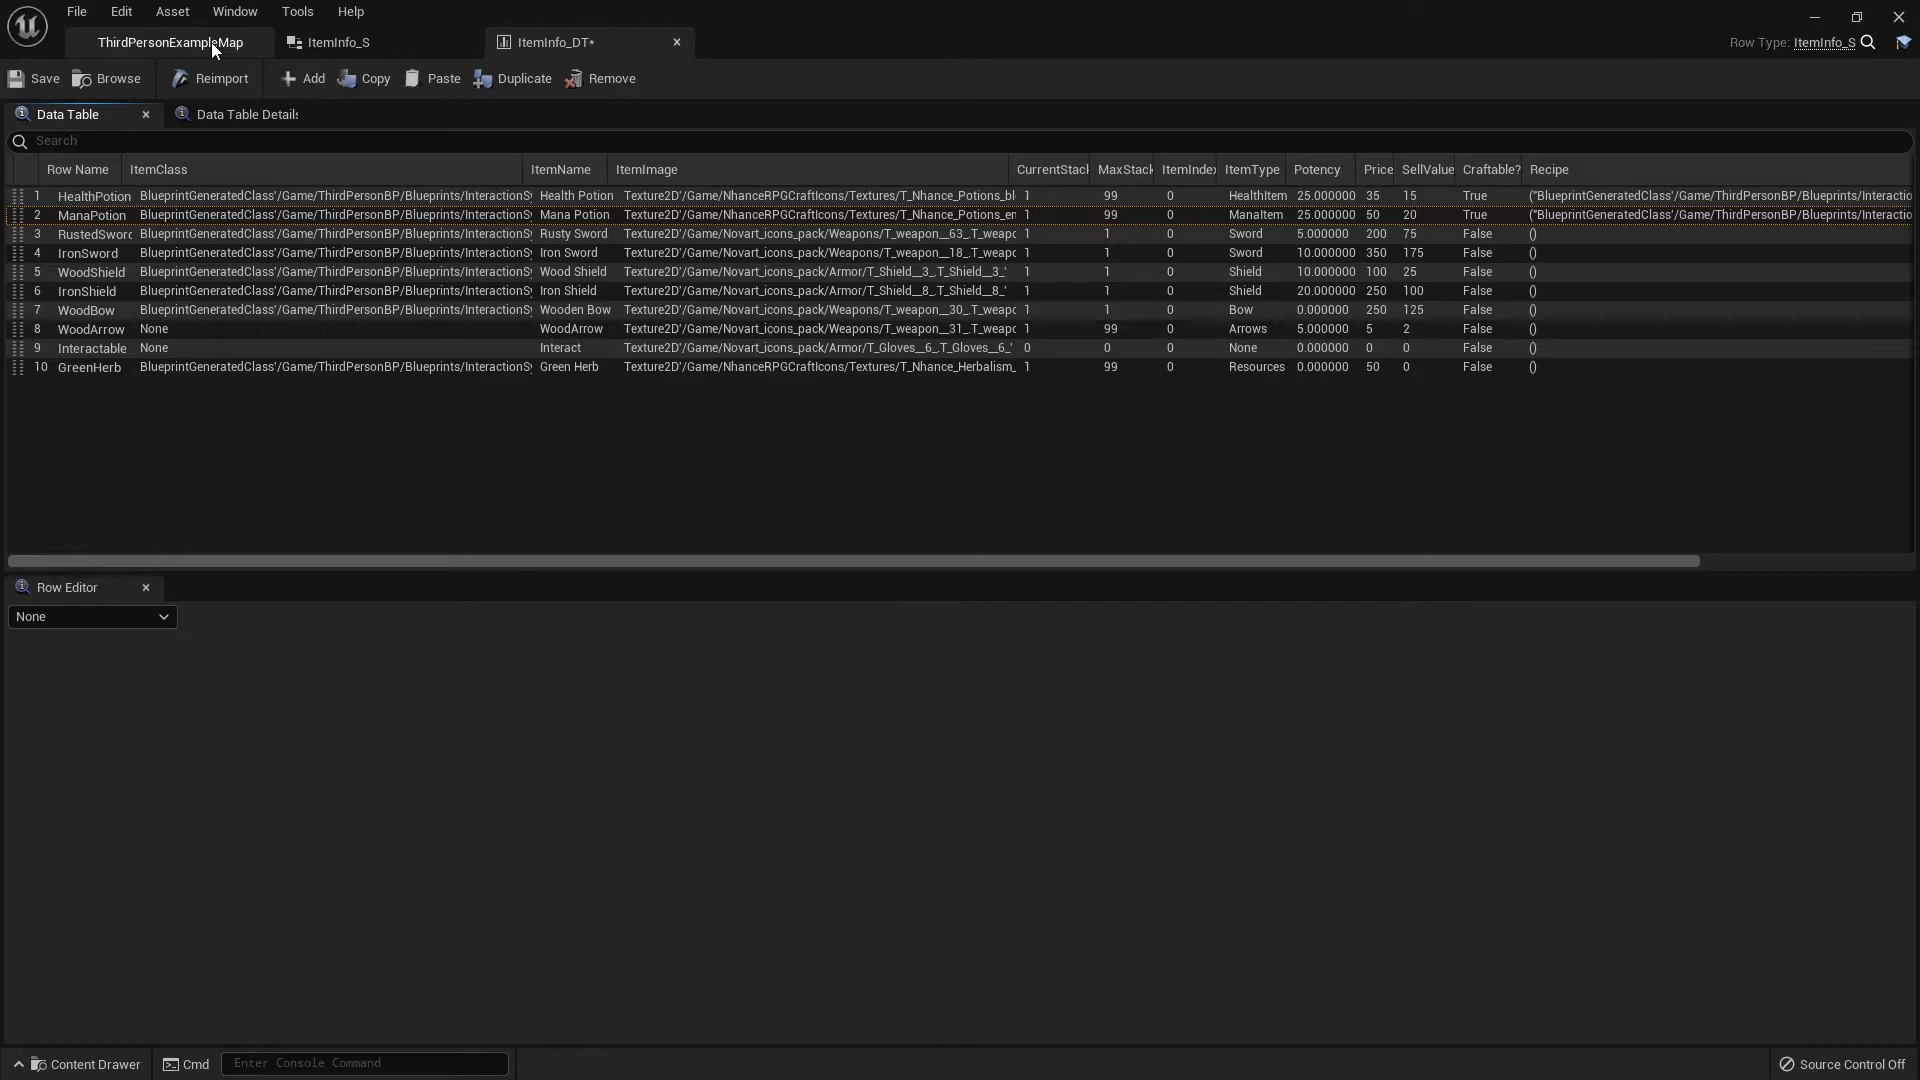 File Edit Asset Window Tools Help
ThirdPersonExampleMap ItemInfo_S ItemInfo_DT* Row Type: ItemInfo_S
Save Browse Reimport Add Copy Paste Duplicate Remove
Data Table Data Table Details
Search
Row Name ItemClass ItemName ItemImage CurrentStack MaxStack ItemIndex ItemType Potency Price SellValue Craftable? Recipe
1 HealthPotion BlueprintGeneratedClass'/Game/ThirdPersonBP/Blueprints/InteractionSy Health Potion Texture2D'/Game/NhanceRPGCraftIcons/Textures/T_Nhance_Potions_bl 1 99 0 HealthItem 25.000000 35 15 True ("BlueprintGeneratedClass'/Game/ThirdPersonBP/Blueprints/Interactio
2 ManaPotion BlueprintGeneratedClass'/Game/ThirdPersonBP/Blueprints/InteractionSy Mana Potion Texture2D'/Game/NhanceRPGCraftIcons/Textures/T_Nhance_Potions_en 1 99 0 ManaItem 25.000000 50 20 True ("BlueprintGeneratedClass'/Game/ThirdPersonBP/Blueprints/Interactio
3 RustedSword BlueprintGeneratedClass'/Game/ThirdPersonBP/Blueprints/InteractionSy Rusty Sword Texture2D'/Game/Novart_icons_pack/Weapons/T_weapon__63_.T_weapo 1 1 0 Sword 5.000000 200 75 False ()
4 IronSword BlueprintGeneratedClass'/Game/ThirdPersonBP/Blueprints/InteractionSy Iron Sword Texture2D'/Game/Novart_icons_pack/Weapons/T_weapon__18_.T_weapo 1 1 0 Sword 10.000000 350 175 False ()
5 WoodShield BlueprintGeneratedClass'/Game/ThirdPersonBP/Blueprints/InteractionSy Wood Shield Texture2D'/Game/Novart_icons_pack/Armor/T_Shield__3_.T_Shield__3_' 1 1 0 Shield 10.000000 100 25 False ()
6 IronShield BlueprintGeneratedClass'/Game/ThirdPersonBP/Blueprints/InteractionSy Iron Shield Texture2D'/Game/Novart_icons_pack/Armor/T_Shield__8_.T_Shield__8_' 1 1 0 Shield 20.000000 250 100 False ()
7 WoodBow BlueprintGeneratedClass'/Game/ThirdPersonBP/Blueprints/InteractionSy Wooden Bow Texture2D'/Game/Novart_icons_pack/Weapons/T_weapon__30_.T_weapo 1 1 0 Bow 0.000000 250 125 False ()
8 WoodArrow None WoodArrow Texture2D'/Game/Novart_icons_pack/Weapons/T_weapon__31_.T_weapo 1 99 0 Arrows 5.000000 5 2 False ()
9 Interactable None Interact Texture2D'/Game/Novart_icons_pack/Armor/T_Gloves__6_.T_Gloves__6_' 0 0 0 None 0.000000 0 0 False ()
10 GreenHerb BlueprintGeneratedClass'/Game/ThirdPersonBP/Blueprints/InteractionSy Green Herb Texture2D'/Game/NhanceRPGCraftIcons/Textures/T_Nhance_Herbalism_ 1 99 0 Resources 0.000000 50 0 False ()
Row Editor
None
Content Drawer Cmd Enter Console Command Source Control Off